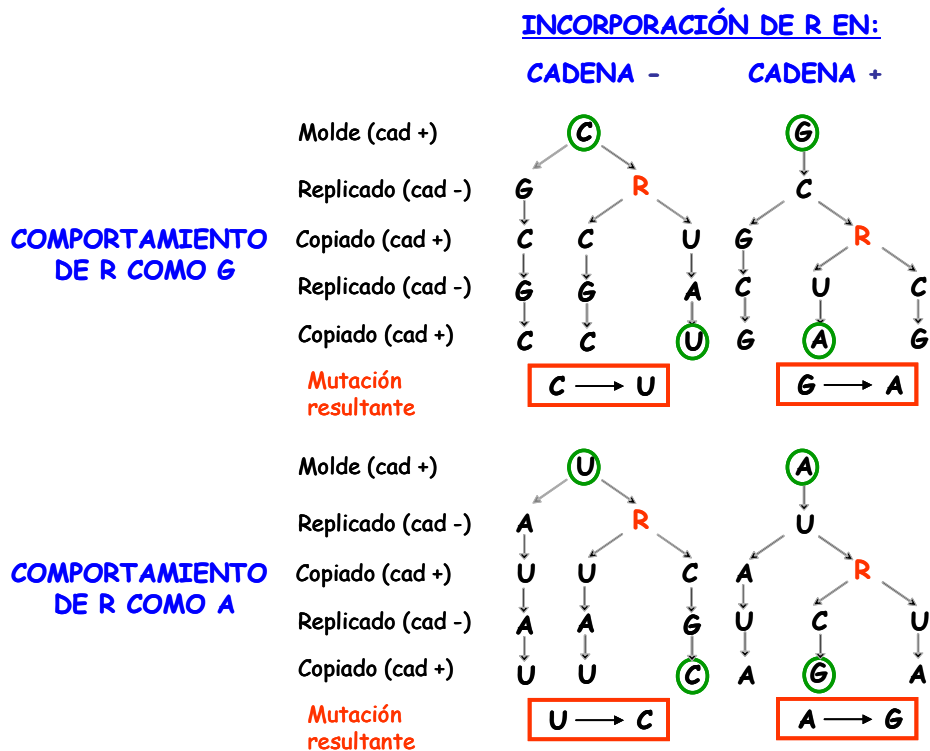 INCORPORACIÓN DE R EN:
CADENA - CADENA +
Molde (cad +) C G
Replicado (cad -) G R C
COMPORTAMIENTO
DE R COMO G
Copiado (cad +) C C U G R
Replicado (cad -) G G A C U C
Copiado (cad +) C C U G A G
Mutación
resultante
C → U G → A
Molde (cad +) U A
Replicado (cad -) A R U
COMPORTAMIENTO
DE R COMO A
Copiado (cad +) U U C A R
Replicado (cad -) A A G U C U
Copiado (cad +) U U C A G A
Mutación
resultante
U → C A → G